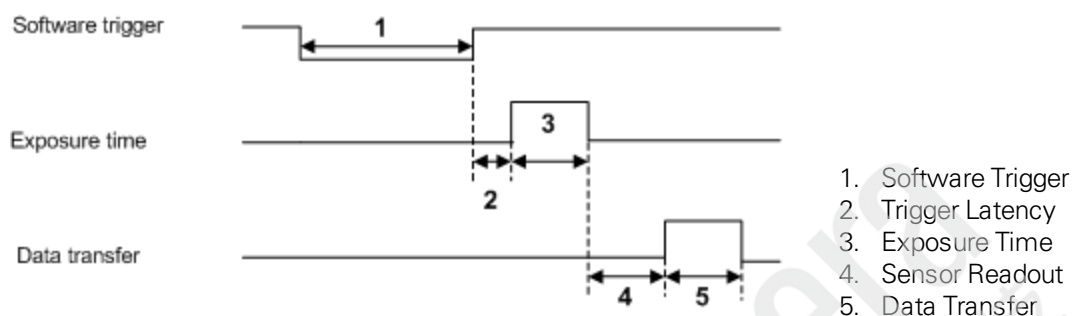 Software trigger
1
Exposure time
3
2
Data transfer
4
5
1. Software Trigger
2. Trigger Latency
3. Exposure Time
4. Sensor Readout
5. Data Transfer